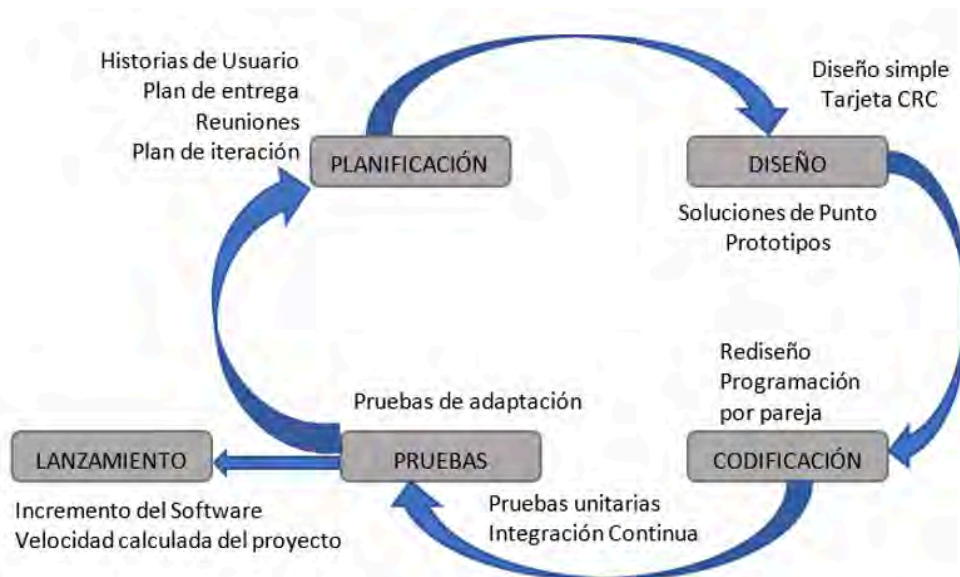 Historias de Usuario
Plan de entrega
Reuniones
Plan de iteración
PLANIFICACIÓN
Diseño simple
Tarjeta CRC
DISEÑO
Soluciones de Punto
Prototipos
Rediseño
Programación
por pareja
CODIFICACIÓN
Pruebas unitarias
Integración Continua
Pruebas de adaptación
PRUEBAS
LANZAMIENTO
Incremento del Software
Velocidad calculada del proyecto